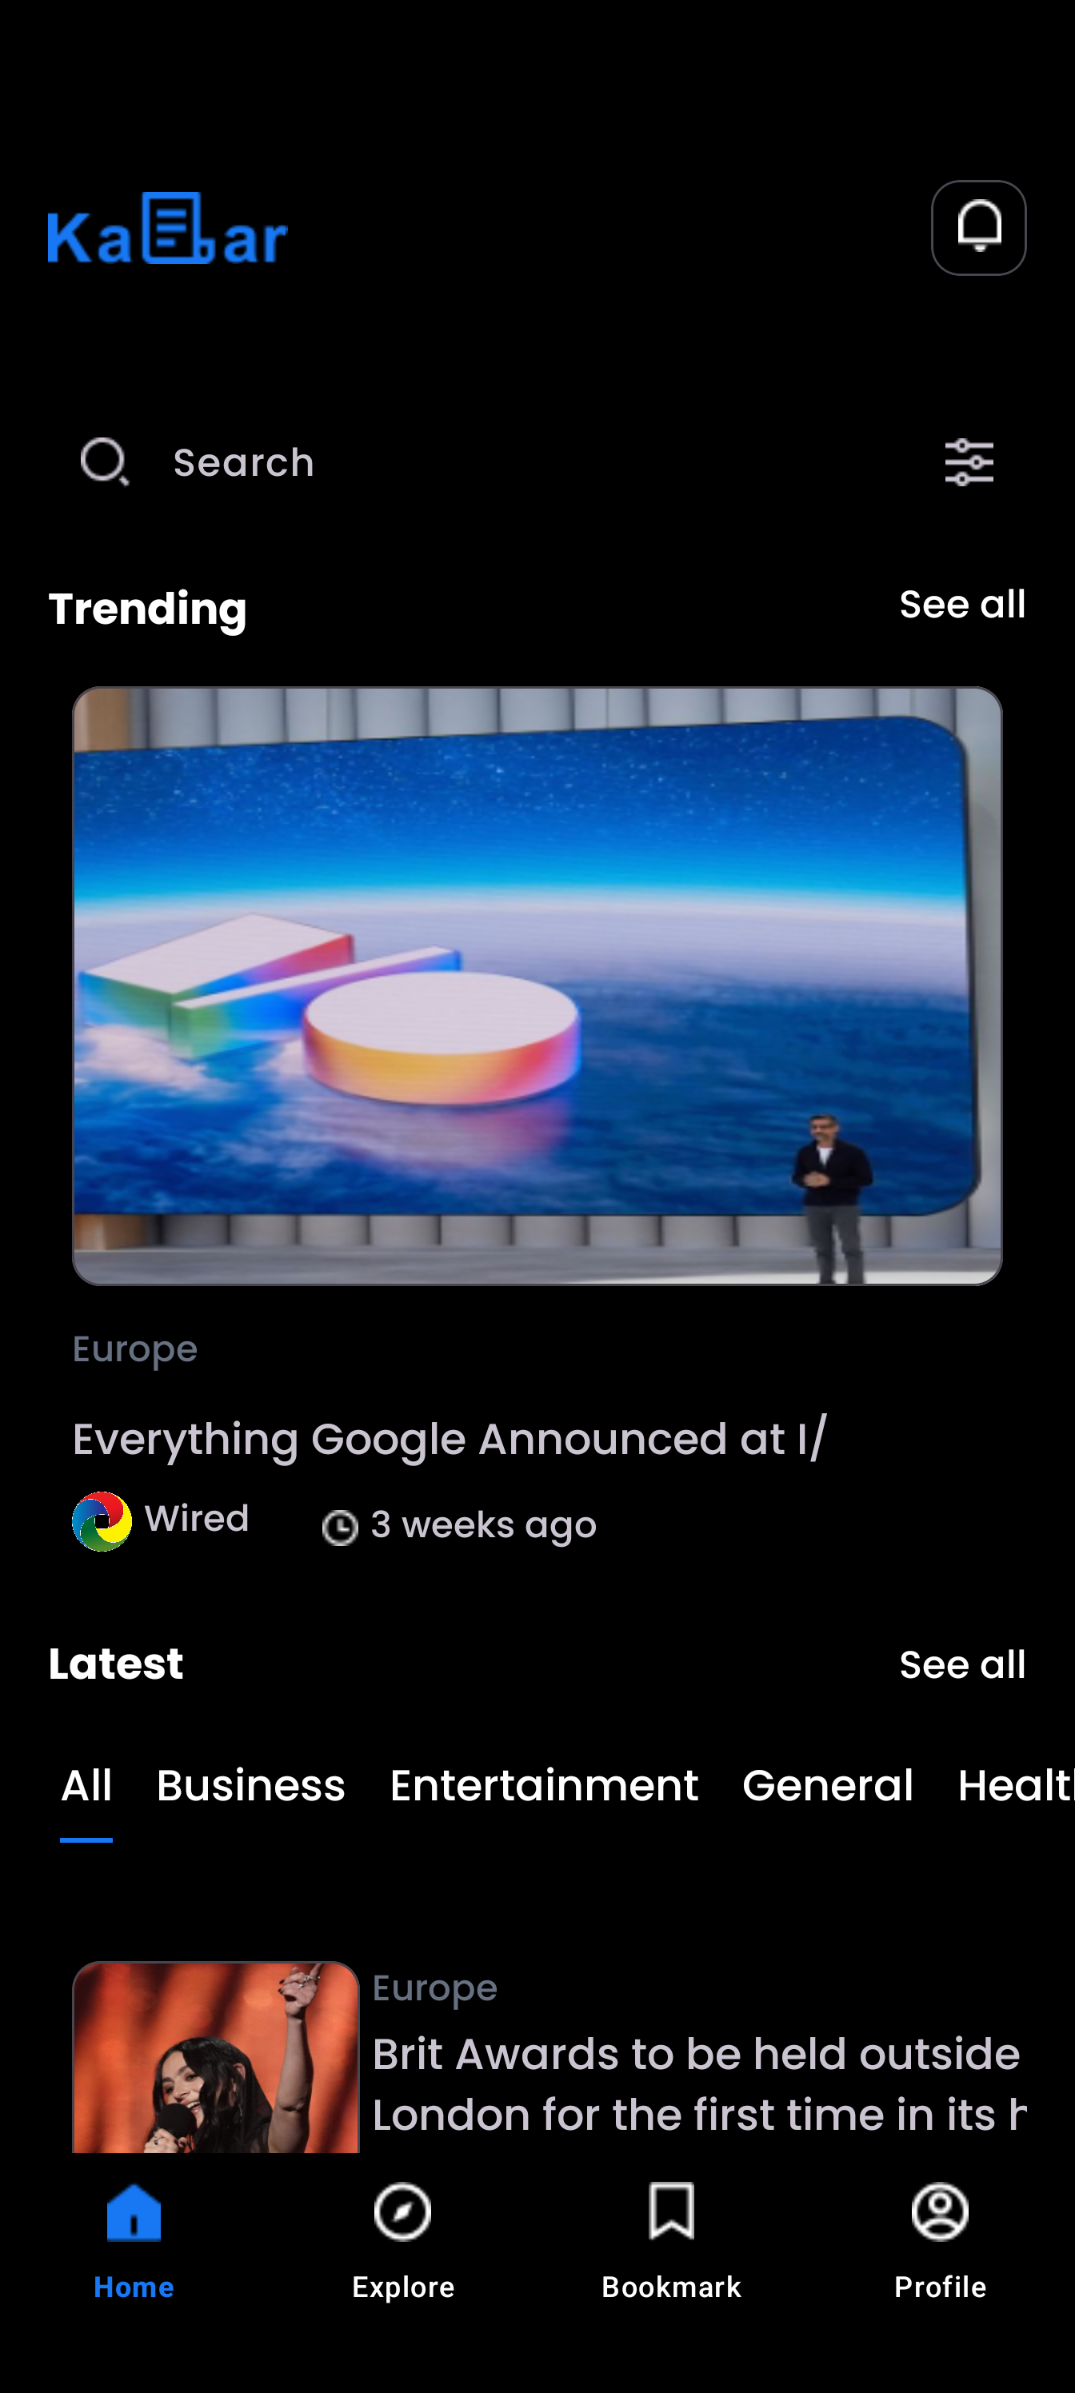 Kabar
Search
Trending
See all
Europe
Everything Google Announced at I/
Wired
3 weeks ago
Latest
See all
All Business Entertainment General Healt
Europe
Brit Awards to be held outside
London for the first time in its
Home Explore Bookmark Profile